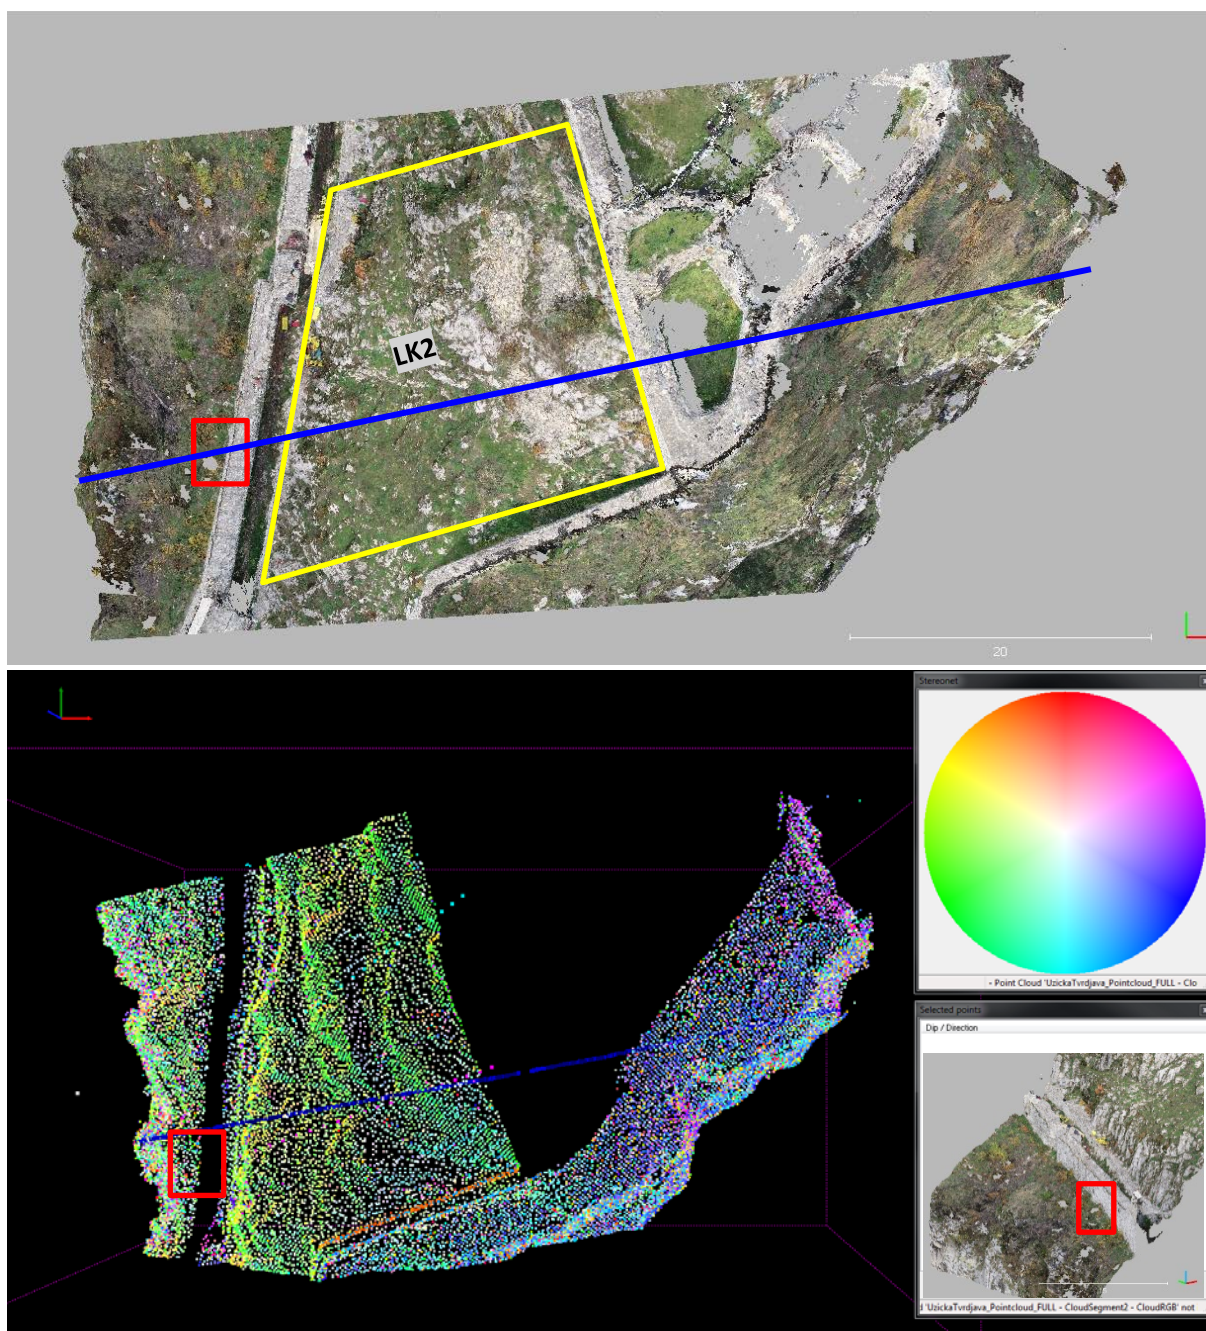 LK2
20
Stereonet
- Point Cloud 'UzickaTvrdjava_Pointcloud_FULL - Clo
Selected points
Dip / Direction
'UzickaTvrdjava_Pointcloud_FULL - CloudSegment2 - CloudRGB' not